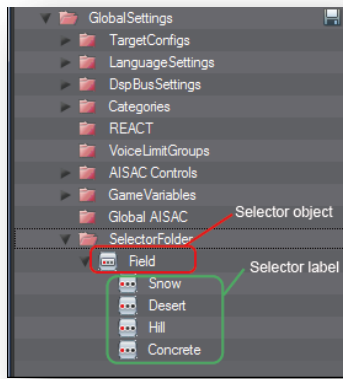 GlobalSettings
TargetConfigs
LanguageSettings
DspBusSettings
Categories
REACT
VoiceLimitGroups
AISAC Controls
GameVariables
Global AISAC
Selector object
SelectorFolder
Field
Selector label
Snow
Desert
Hill
Concrete